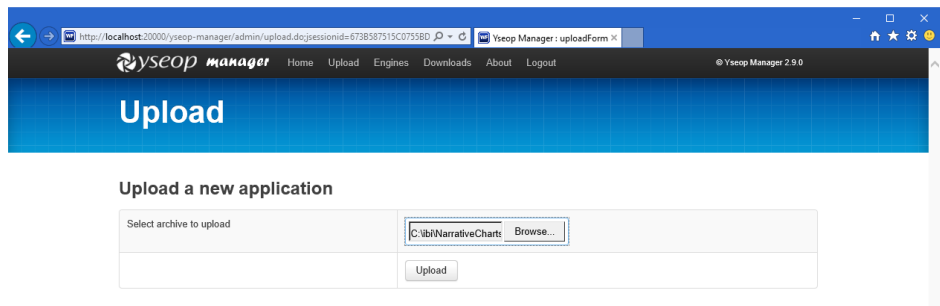 http://localhost:20000/yseop-manager/admin/upload.do;jsessionid=673B587515C0755BD
Yseop Manager : uploadForm
yseop manager Home Upload Engines Downloads About Logout © Yseop Manager 2.9.0
Upload
Upload a new application
Select archive to upload C:\ibi\NarrativeCharts Browse...
Upload